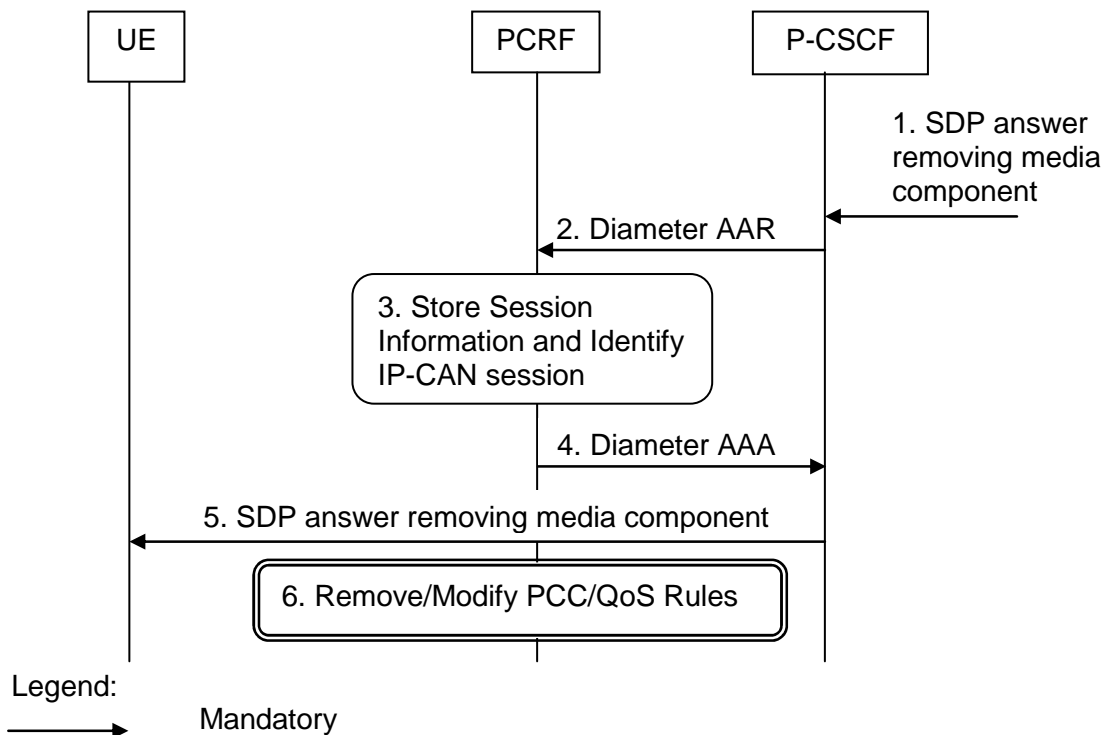 UE
PCRF
P-CSCF
1. SDP answer
removing media
component
2. Diameter AAR
3. Store Session
Information and Identify
IP-CAN session
4. Diameter AAA
5. SDP answer removing media component
6. Remove/Modify PCC/QoS Rules
Legend:
Mandatory